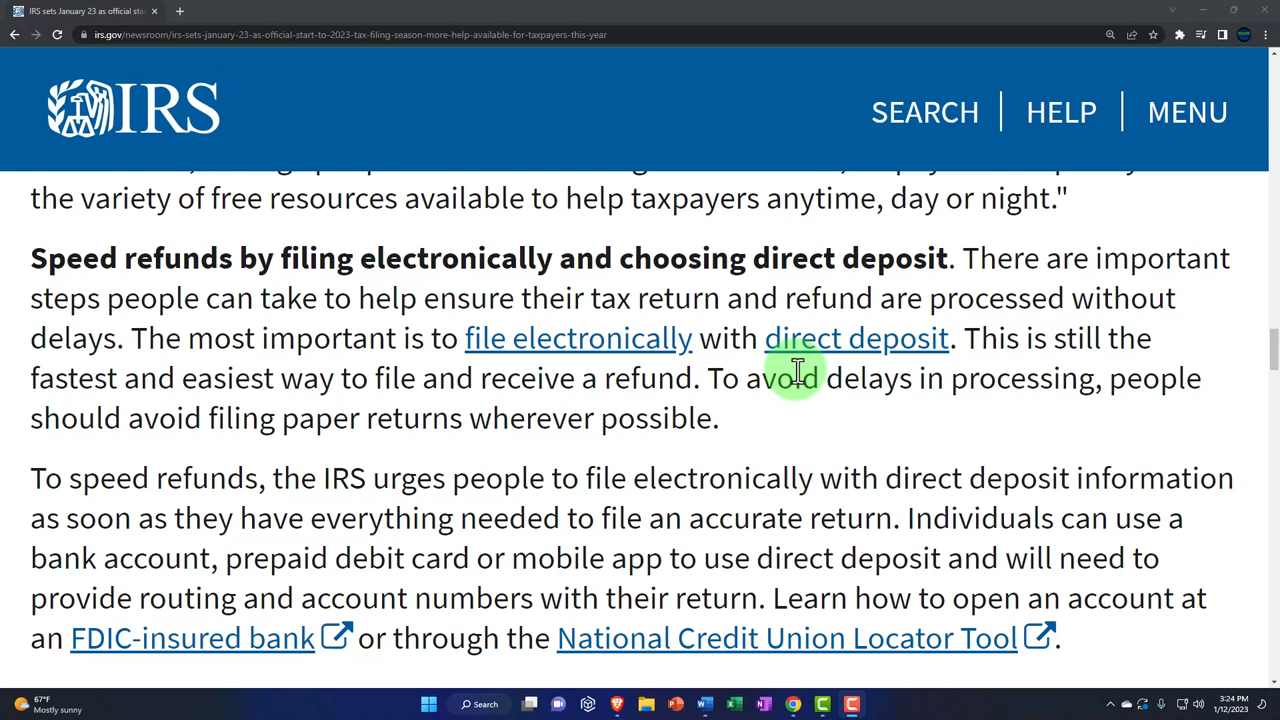 IRS sets January 23 as official sta
irs.gov/newsroom/irs-sets-january-23-as-official-start-to-2023-tax-filing-season-more-help-available-for-taxpayers-this-year
IRS
SEARCH
HELP
MENU
the variety of free resources available to help taxpayers anytime, day or night."
Speed refunds by filing electronically and choosing direct deposit. There are important
steps people can take to help ensure their tax return and refund are processed without
delays. The most important is to file electronically with direct deposit. This is still the
fastest and easiest way to file and receive a refund. To avoid delays in processing, people
should avoid filing paper returns wherever possible.
To speed refunds, the IRS urges people to file electronically with direct deposit information
as soon as they have everything needed to file an accurate return. Individuals can use a
bank account, prepaid debit card or mobile app to use direct deposit and will need to
provide routing and account numbers with their return. Learn how to open an account at
an FDIC-insured bank or through the National Credit Union Locator Tool.
67°F
Mostly sunny
Search
3:24 PM
1/12/2023